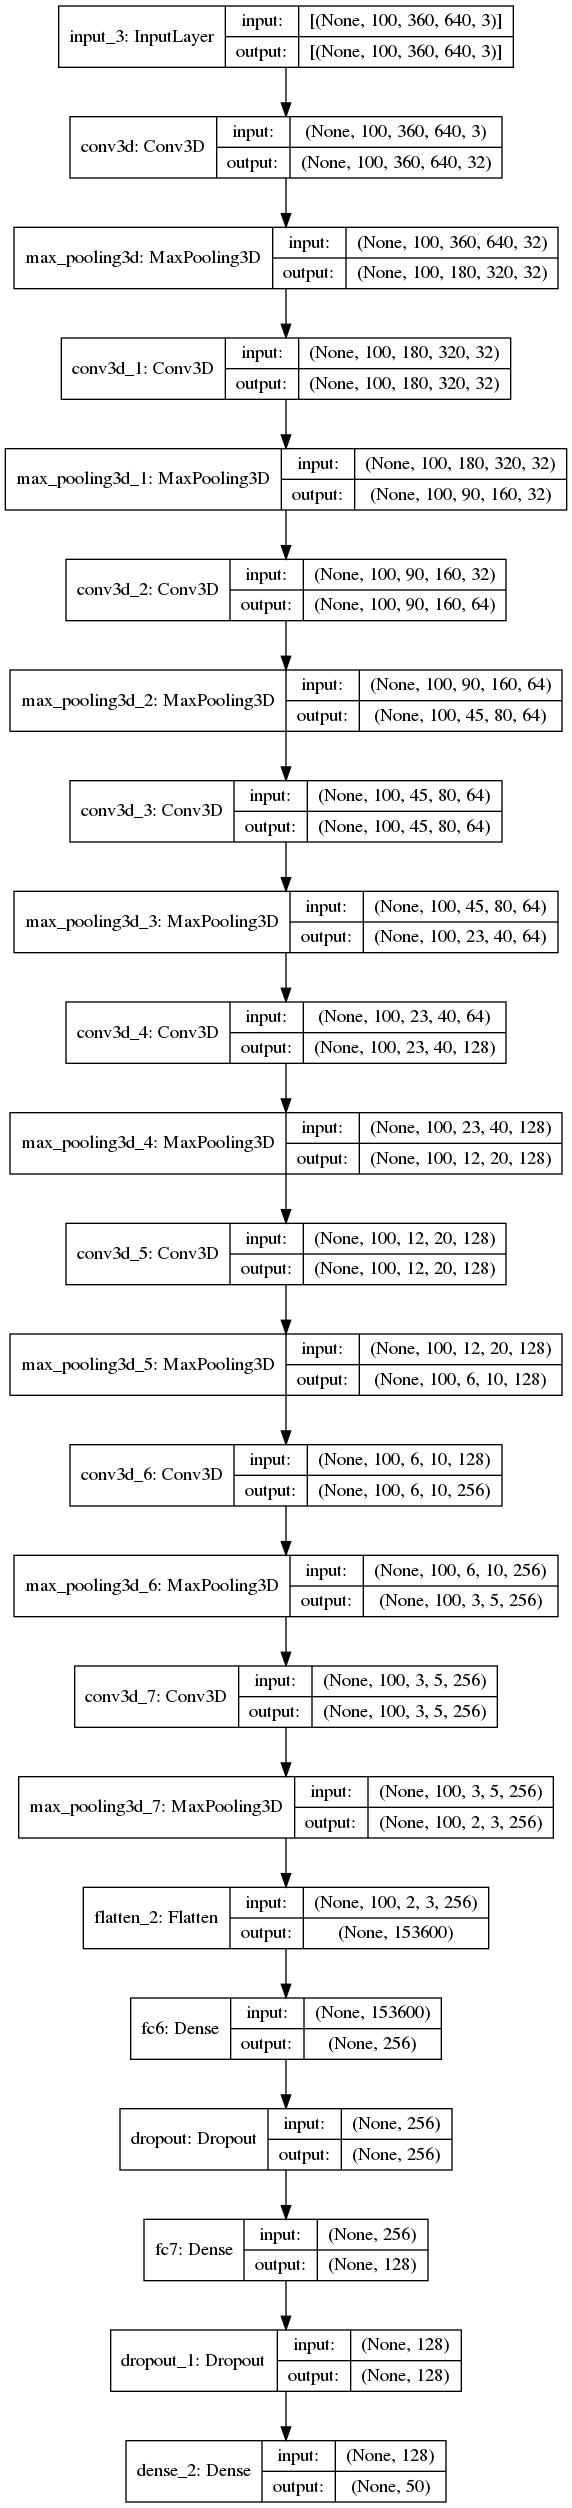 input_3: InputLayer
input: [(None, 100, 360, 640, 3)]
output: [(None, 100, 360, 640, 3)]
conv3d: Conv3D
input: (None, 100, 360, 640, 3)
output: (None, 100, 360, 640, 32)
max_pooling3d: MaxPooling3D
input: (None, 100, 360, 640, 32)
output: (None, 100, 180, 320, 32)
conv3d_1: Conv3D
input: (None, 100, 180, 320, 32)
output: (None, 100, 180, 320, 32)
max_pooling3d_1: MaxPooling3D
input: (None, 100, 180, 320, 32)
output: (None, 100, 90, 160, 32)
conv3d_2: Conv3D
input: (None, 100, 90, 160, 32)
output: (None, 100, 90, 160, 64)
max_pooling3d_2: MaxPooling3D
input: (None, 100, 90, 160, 64)
output: (None, 100, 45, 80, 64)
conv3d_3: Conv3D
input: (None, 100, 45, 80, 64)
output: (None, 100, 45, 80, 64)
max_pooling3d_3: MaxPooling3D
input: (None, 100, 45, 80, 64)
output: (None, 100, 23, 40, 64)
conv3d_4: Conv3D
input: (None, 100, 23, 40, 64)
output: (None, 100, 23, 40, 128)
max_pooling3d_4: MaxPooling3D
input: (None, 100, 23, 40, 128)
output: (None, 100, 12, 20, 128)
conv3d_5: Conv3D
input: (None, 100, 12, 20, 128)
output: (None, 100, 12, 20, 128)
max_pooling3d_5: MaxPooling3D
input: (None, 100, 12, 20, 128)
output: (None, 100, 6, 10, 128)
conv3d_6: Conv3D
input: (None, 100, 6, 10, 128)
output: (None, 100, 6, 10, 256)
max_pooling3d_6: MaxPooling3D
input: (None, 100, 6, 10, 256)
output: (None, 100, 3, 5, 256)
conv3d_7: Conv3D
input: (None, 100, 3, 5, 256)
output: (None, 100, 3, 5, 256)
max_pooling3d_7: MaxPooling3D
input: (None, 100, 3, 5, 256)
output: (None, 100, 2, 3, 256)
flatten_2: Flatten
input: (None, 100, 2, 3, 256)
output: (None, 153600)
fc6: Dense
input: (None, 153600)
output: (None, 256)
dropout: Dropout
input: (None, 256)
output: (None, 256)
fc7: Dense
input: (None, 256)
output: (None, 128)
dropout_1: Dropout
input: (None, 128)
output: (None, 128)
dense_2: Dense
input: (None, 128)
output: (None, 50)